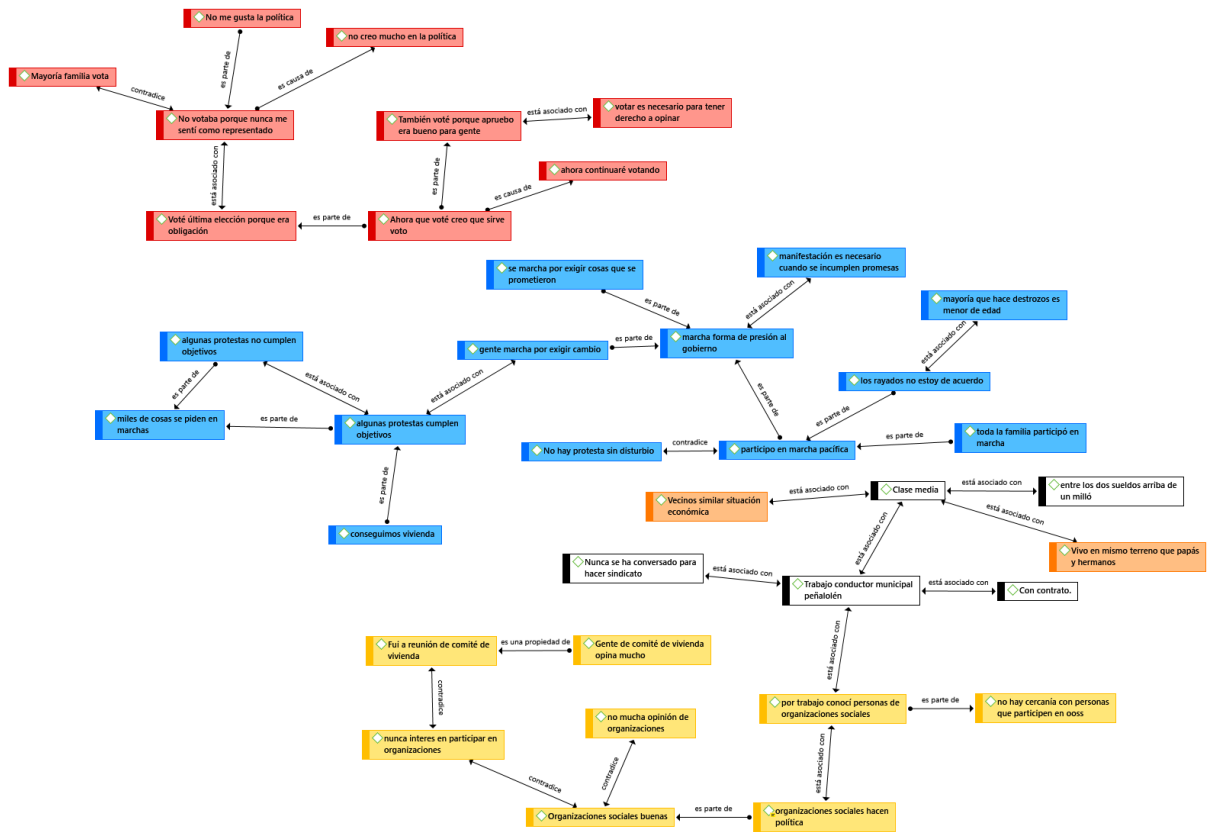 No me gusta la política
es parte de
no creo mucho en la política
es causa de
Mayoría familia vota
contradice
No votaba porque nunca me
sentí como representado
está asociado con
Voté última elección porque era
obligación
es parte de
Ahora que voté creo que sirve
voto
es parte de
También voté porque apruebo
era bueno para gente
está asociado con
votar es necesario para tener
derecho a opinar
es causa de
ahora continuaré votando
se marcha por exigir cosas que se
prometieron
es parte de
manifestación es necesario
cuando se incumplen promesas
está asociado con
marcha forma de presión al
gobierno
es parte de
gente marcha por exigir cambio
está asociado con
algunas protestas no cumplen
objetivos
está asociado con
es parte de
miles de cosas se piden en
marchas
es parte de
algunas protestas cumplen
objetivos
es parte de
conseguimos vivienda
mayoría que hace destrozos es
menor de edad
está asociado con
los rayados no estoy de acuerdo
es parte de
es parte de
No hay protesta sin disturbio
contradice
participo en marcha pacífica
es parte de
toda la familia participó en
marcha
Vecinos similar situación
económica
está asociado con
Clase media
está asociado con
entre los dos sueldos arriba de
un milló
está asociado con
Vivo en mismo terreno que papás
y hermanos
está asociado con
Nunca se ha conversado para
hacer sindicato
está asociado con
Trabajo conductor municipal
peñalolén
está asociado con
Con contrato.
está asociado con
Fui a reunión de comité de
vivienda
es una propiedad de
Gente de comité de vivienda
opina mucho
contradice
nunca interes en participar en
organizaciones
contradice
no mucha opinión de
organizaciones
contradice
Organizaciones sociales buenas
es parte de
organizaciones sociales hacen
política
está asociado con
por trabajo conocí personas de
organizaciones sociales
es parte de
no hay cercanía con personas
que participen en ooss